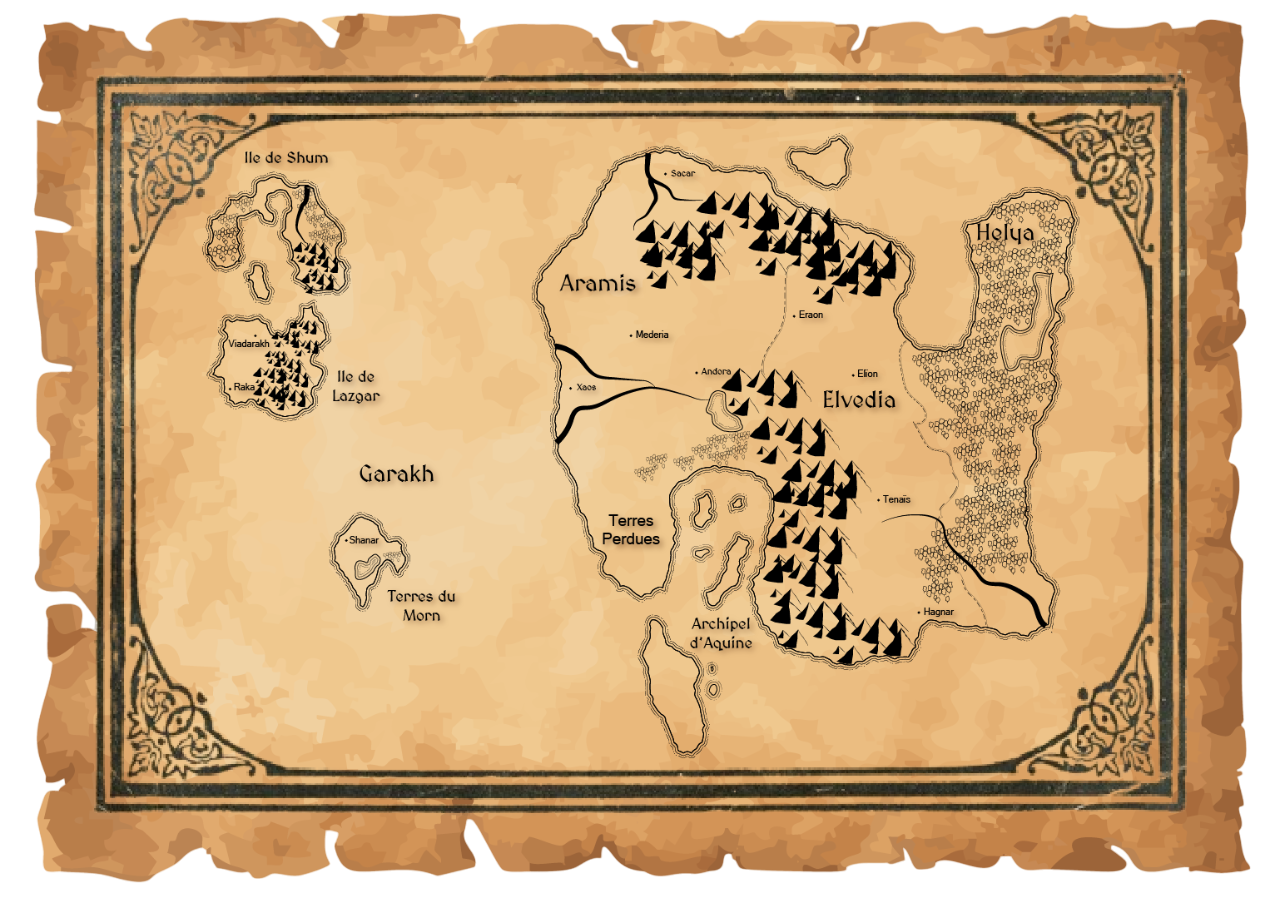 Ile de Shum
Sacar
Helya
Aramis
Eraon
Mederia
Viadarakh
Andora
Elion
Ile de
Lazgar
Raka
Xaos
Elvedia
Garakh
Tenais
Terres
Perdues
Shanar
Terres du
Morn
Hagnar
Archipel
d'Aquine